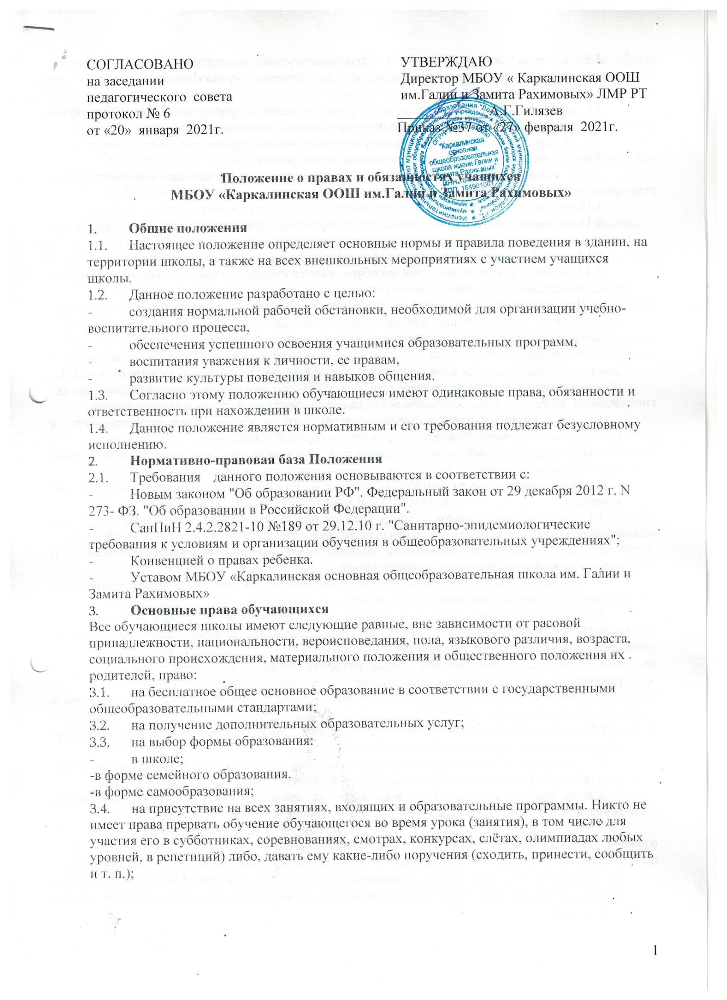 СОГЛАСОВАНО
на заседании
педагогического совета
протокол № 6
от «20» января 2021г.
УТВЕРЖДАЮ
Директор МБОУ « Каркалинская ООШ
им.Галии и Замита Рахимовых» ЛМР РТ
А.Г.Гилязев
Приказ №37 от «27» февраля 2021г.
"Каркалинская
основная
общеобразовательная
школа имени Галии и
Замита Рахимовых"
Положение о правах и обязанностях учащихся
МБОУ «Каркалинская ООШ им.Галии и Замита Рахимовых»
1. Общие положения
1.1. Настоящее положение определяет основные нормы и правила поведения в здании, на
территории школы, а также на всех внешкольных мероприятиях с участием учащихся
школы.
1.2. Данное положение разработано с целью:
- создания нормальной рабочей обстановки, необходимой для организации учебно-
воспитательного процесса,
- обеспечения успешного освоения учащимися образовательных программ,
- воспитания уважения к личности, ее правам,
- развитие культуры поведения и навыков общения.
1.3. Согласно этому положению обучающиеся имеют одинаковые права, обязанности и
ответственность при нахождении в школе.
1.4. Данное положение является нормативным и его требования подлежат безусловному
исполнению.
2. Нормативно-правовая база Положения
2.1. Требования данного положения основываются в соответствии с:
- Новым законом "Об образовании РФ". Федеральный закон от 29 декабря 2012 г. N
273- ФЗ. "Об образовании в Российской Федерации".
- СанПиН 2.4.2.2821-10 №189 от 29.12.10 г. "Санитарно-эпидемиологические
требования к условиям и организации обучения в общеобразовательных учреждениях";
- Конвенцией о правах ребенка.
- Уставом МБОУ «Каркалинская основная общеобразовательная школа им. Галии и
Замита Рахимовых»
3. Основные права обучающихся
Все обучающиеся школы имеют следующие равные, вне зависимости от расовой
принадлежности, национальности, вероисповедания, пола, языкового различия, возраста,
социального происхождения, материального положения и общественного положения их
родителей, право:
3.1. на бесплатное общее основное образование в соответствии с государственными
общеобразовательными стандартами;
3.2. на получение дополнительных образовательных услуг;
3.3. на выбор формы образования:
- в школе;
-в форме семейного образования.
-в форме самообразования;
3.4. на присутствие на всех занятиях, входящих и образовательные программы. Никто не
имеет права прервать обучение обучающегося во время урока (занятия), в том числе для
участия его в субботниках, соревнованиях, смотрах, конкурсах, слётах, олимпиадах любых
уровней, в репетиций) либо, давать ему какие-либо поручения (сходить, принести, сообщить
и т. п.);
1